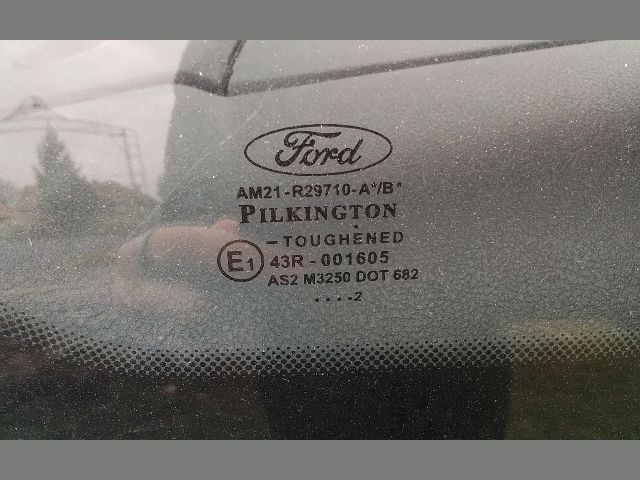 Ford
AM21-R29710-A*/B*
PILKINGTON
-TOUGHENED
E1 43R-001605
AS2 M3250 DOT 682
....2